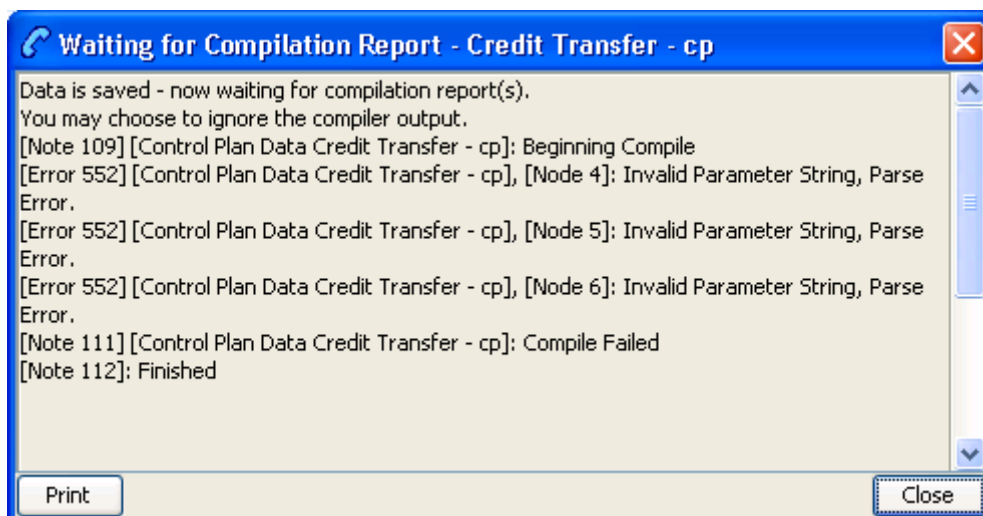 Waiting for Compilation Report - Credit Transfer - cp
Data is saved - now waiting for compilation report(s).
You may choose to ignore the compiler output.
[Note 109] [Control Plan Data Credit Transfer - cp]: Beginning Compile
[Error 552] [Control Plan Data Credit Transfer - cp], [Node 4]: Invalid Parameter String, Parse
Error.
[Error 552] [Control Plan Data Credit Transfer - cp], [Node 5]: Invalid Parameter String, Parse
Error.
[Error 552] [Control Plan Data Credit Transfer - cp], [Node 6]: Invalid Parameter String, Parse
Error.
[Note 111] [Control Plan Data Credit Transfer - cp]: Compile Failed
[Note 112]: Finished
Print
Close